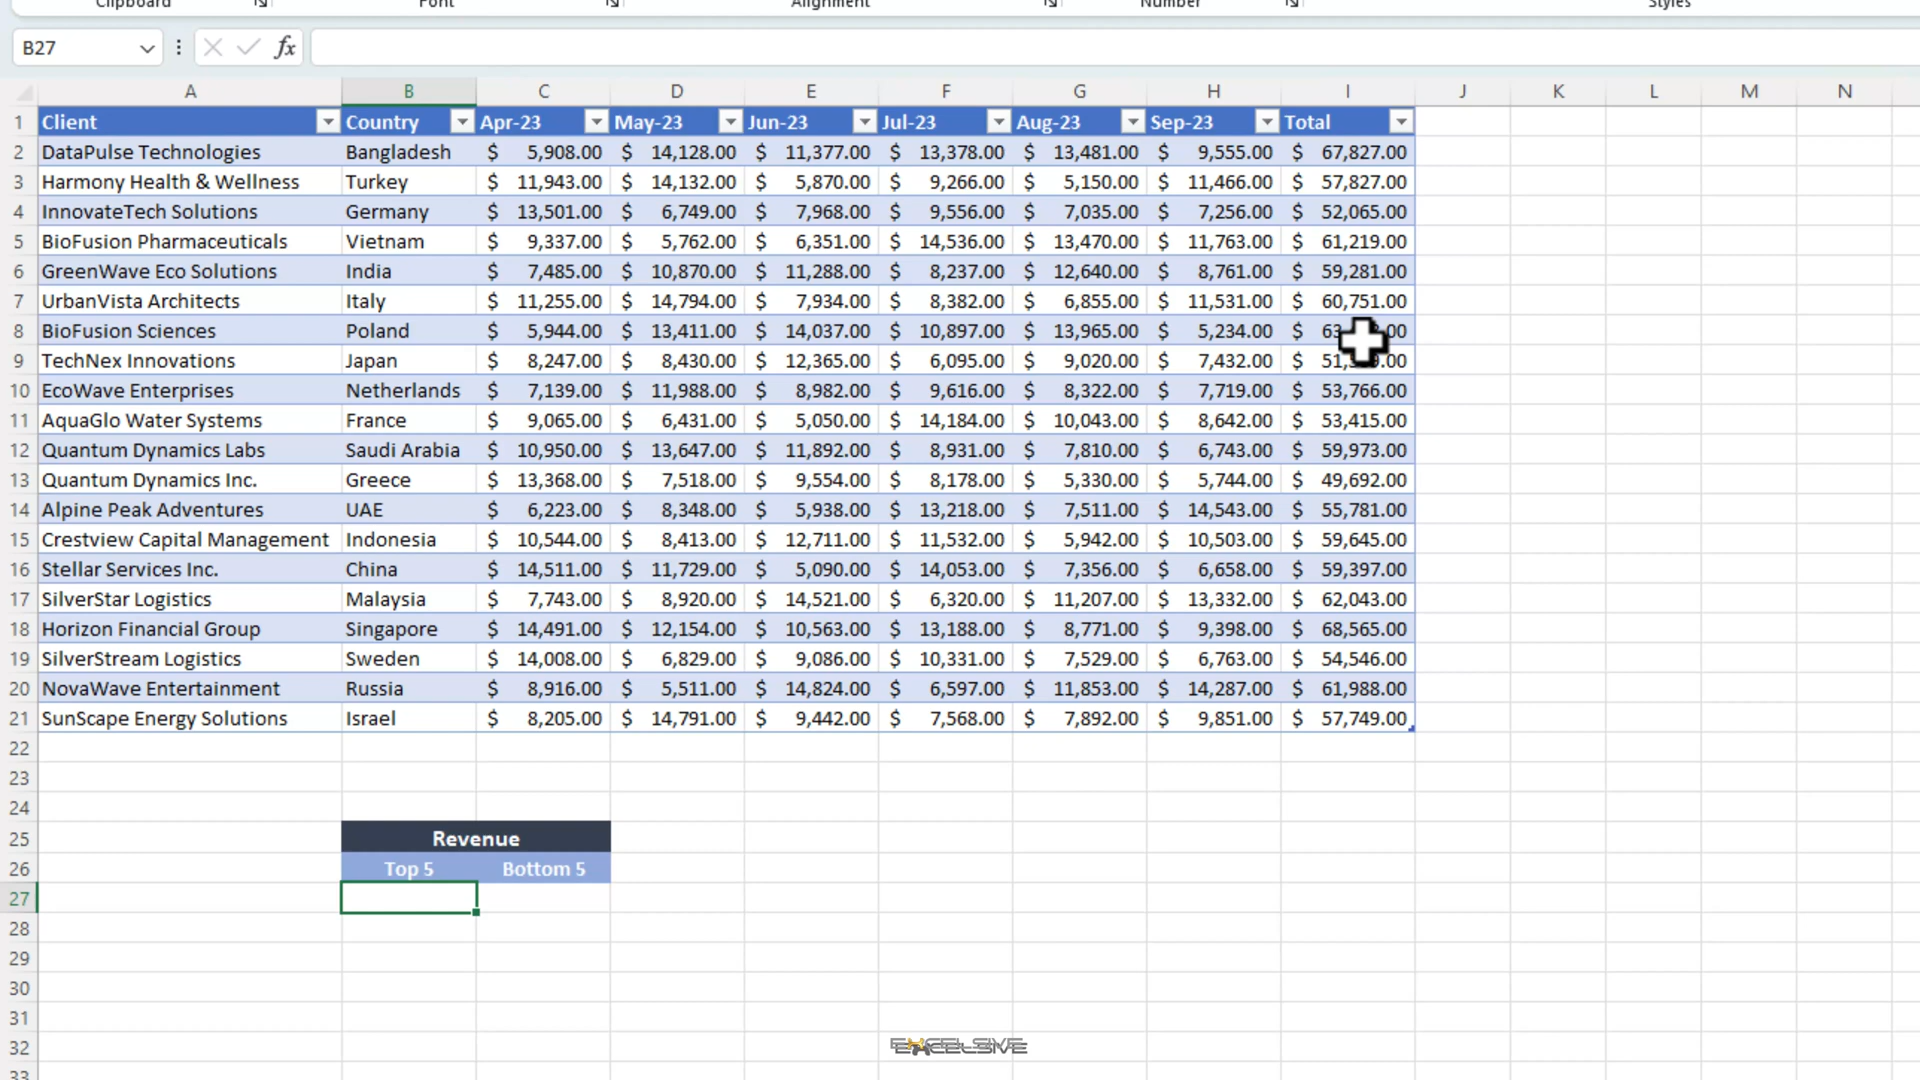 Clipboard Font Alignment Number Styles
B27 fx
A B C D E F G H I J K L M N
1 Client Country Apr-23 May-23 Jun-23 Jul-23 Aug-23 Sep-23 Total
2 DataPulse Technologies Bangladesh $ 5,908.00 $ 14,128.00 $ 11,377.00 $ 13,378.00 $ 13,481.00 $ 9,555.00 $ 67,827.00
3 Harmony Health & Wellness Turkey $ 11,943.00 $ 14,132.00 $ 5,870.00 $ 9,266.00 $ 5,150.00 $ 11,466.00 $ 57,827.00
4 InnovateTech Solutions Germany $ 13,501.00 $ 6,749.00 $ 7,968.00 $ 9,556.00 $ 7,035.00 $ 7,256.00 $ 52,065.00
5 BioFusion Pharmaceuticals Vietnam $ 9,337.00 $ 5,762.00 $ 6,351.00 $ 14,536.00 $ 13,470.00 $ 11,763.00 $ 61,219.00
6 GreenWave Eco Solutions India $ 7,485.00 $ 10,870.00 $ 11,288.00 $ 8,237.00 $ 12,640.00 $ 8,761.00 $ 59,281.00
7 UrbanVista Architects Italy $ 11,255.00 $ 14,794.00 $ 7,934.00 $ 8,382.00 $ 6,855.00 $ 11,531.00 $ 60,751.00
8 BioFusion Sciences Poland $ 5,944.00 $ 13,411.00 $ 14,037.00 $ 10,897.00 $ 13,965.00 $ 5,234.00 $
9 TechNex Innovations Japan $ 8,247.00 $ 8,430.00 $ 12,365.00 $ 6,095.00 $ 9,020.00 $ 7,432.00 $
10 EcoWave Enterprises Netherlands $ 7,139.00 $ 11,988.00 $ 8,982.00 $ 9,616.00 $ 8,322.00 $ 7,719.00 $ 53,766.00
11 AquaGlo Water Systems France $ 9,065.00 $ 6,431.00 $ 5,050.00 $ 14,184.00 $ 10,043.00 $ 8,642.00 $ 53,415.00
12 Quantum Dynamics Labs Saudi Arabia $ 10,950.00 $ 13,647.00 $ 11,892.00 $ 8,931.00 $ 7,810.00 $ 6,743.00 $ 59,973.00
13 Quantum Dynamics Inc. Greece $ 13,368.00 $ 7,518.00 $ 9,554.00 $ 8,178.00 $ 5,330.00 $ 5,744.00 $ 49,692.00
14 Alpine Peak Adventures UAE $ 6,223.00 $ 8,348.00 $ 5,938.00 $ 13,218.00 $ 7,511.00 $ 14,543.00 $ 55,781.00
15 Crestview Capital Management Indonesia $ 10,544.00 $ 8,413.00 $ 12,711.00 $ 11,532.00 $ 5,942.00 $ 10,503.00 $ 59,645.00
16 Stellar Services Inc. China $ 14,511.00 $ 11,729.00 $ 5,090.00 $ 14,053.00 $ 7,356.00 $ 6,658.00 $ 59,397.00
17 SilverStar Logistics Malaysia $ 7,743.00 $ 8,920.00 $ 14,521.00 $ 6,320.00 $ 11,207.00 $ 13,332.00 $ 62,043.00
18 Horizon Financial Group Singapore $ 14,491.00 $ 12,154.00 $ 10,563.00 $ 13,188.00 $ 8,771.00 $ 9,398.00 $ 68,565.00
19 SilverStream Logistics Sweden $ 14,008.00 $ 6,829.00 $ 9,086.00 $ 10,331.00 $ 7,529.00 $ 6,763.00 $ 54,546.00
20 NovaWave Entertainment Russia $ 8,916.00 $ 5,511.00 $ 14,824.00 $ 6,597.00 $ 11,853.00 $ 14,287.00 $ 61,988.00
21 SunScape Energy Solutions Israel $ 8,205.00 $ 14,791.00 $ 9,442.00 $ 7,568.00 $ 7,892.00 $ 9,851.00 $ 57,749.00
22
23
24
25 Revenue
26 Top 5 Bottom 5
27
28
29
30
31
32 EXCELSIVE
33